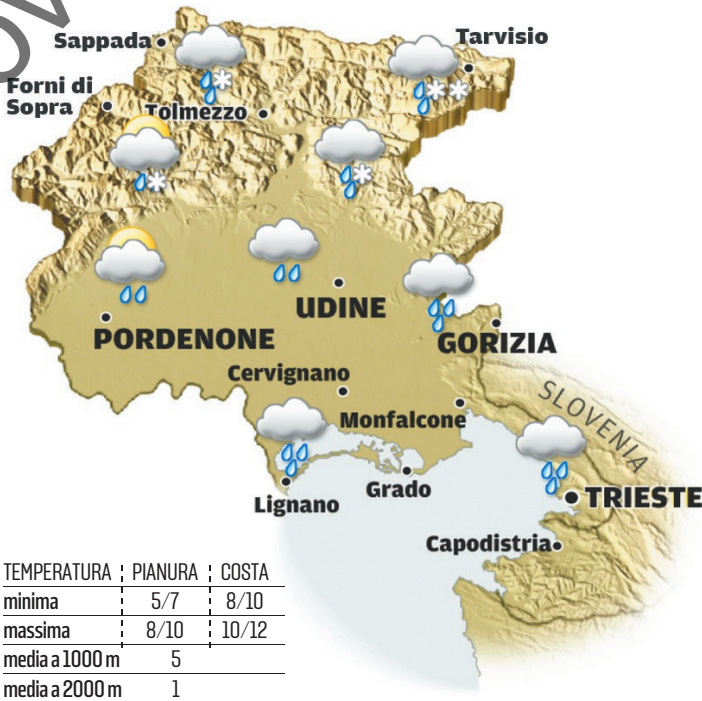 OV
Sappada
Tarvisio
Forni di
Sopra
Tolmezzo
UDINE
PORDENONE
GORIZIA
Cervignano
SLOVENIA
Monfalcone
Grado
Lignano
TRIESTE
Capodistria
TEMPERATURA PIANURA COSTA
minima 5/7 8/10
massima 8/10 10/12
media a 1000 m 5
media a 2000 m 1